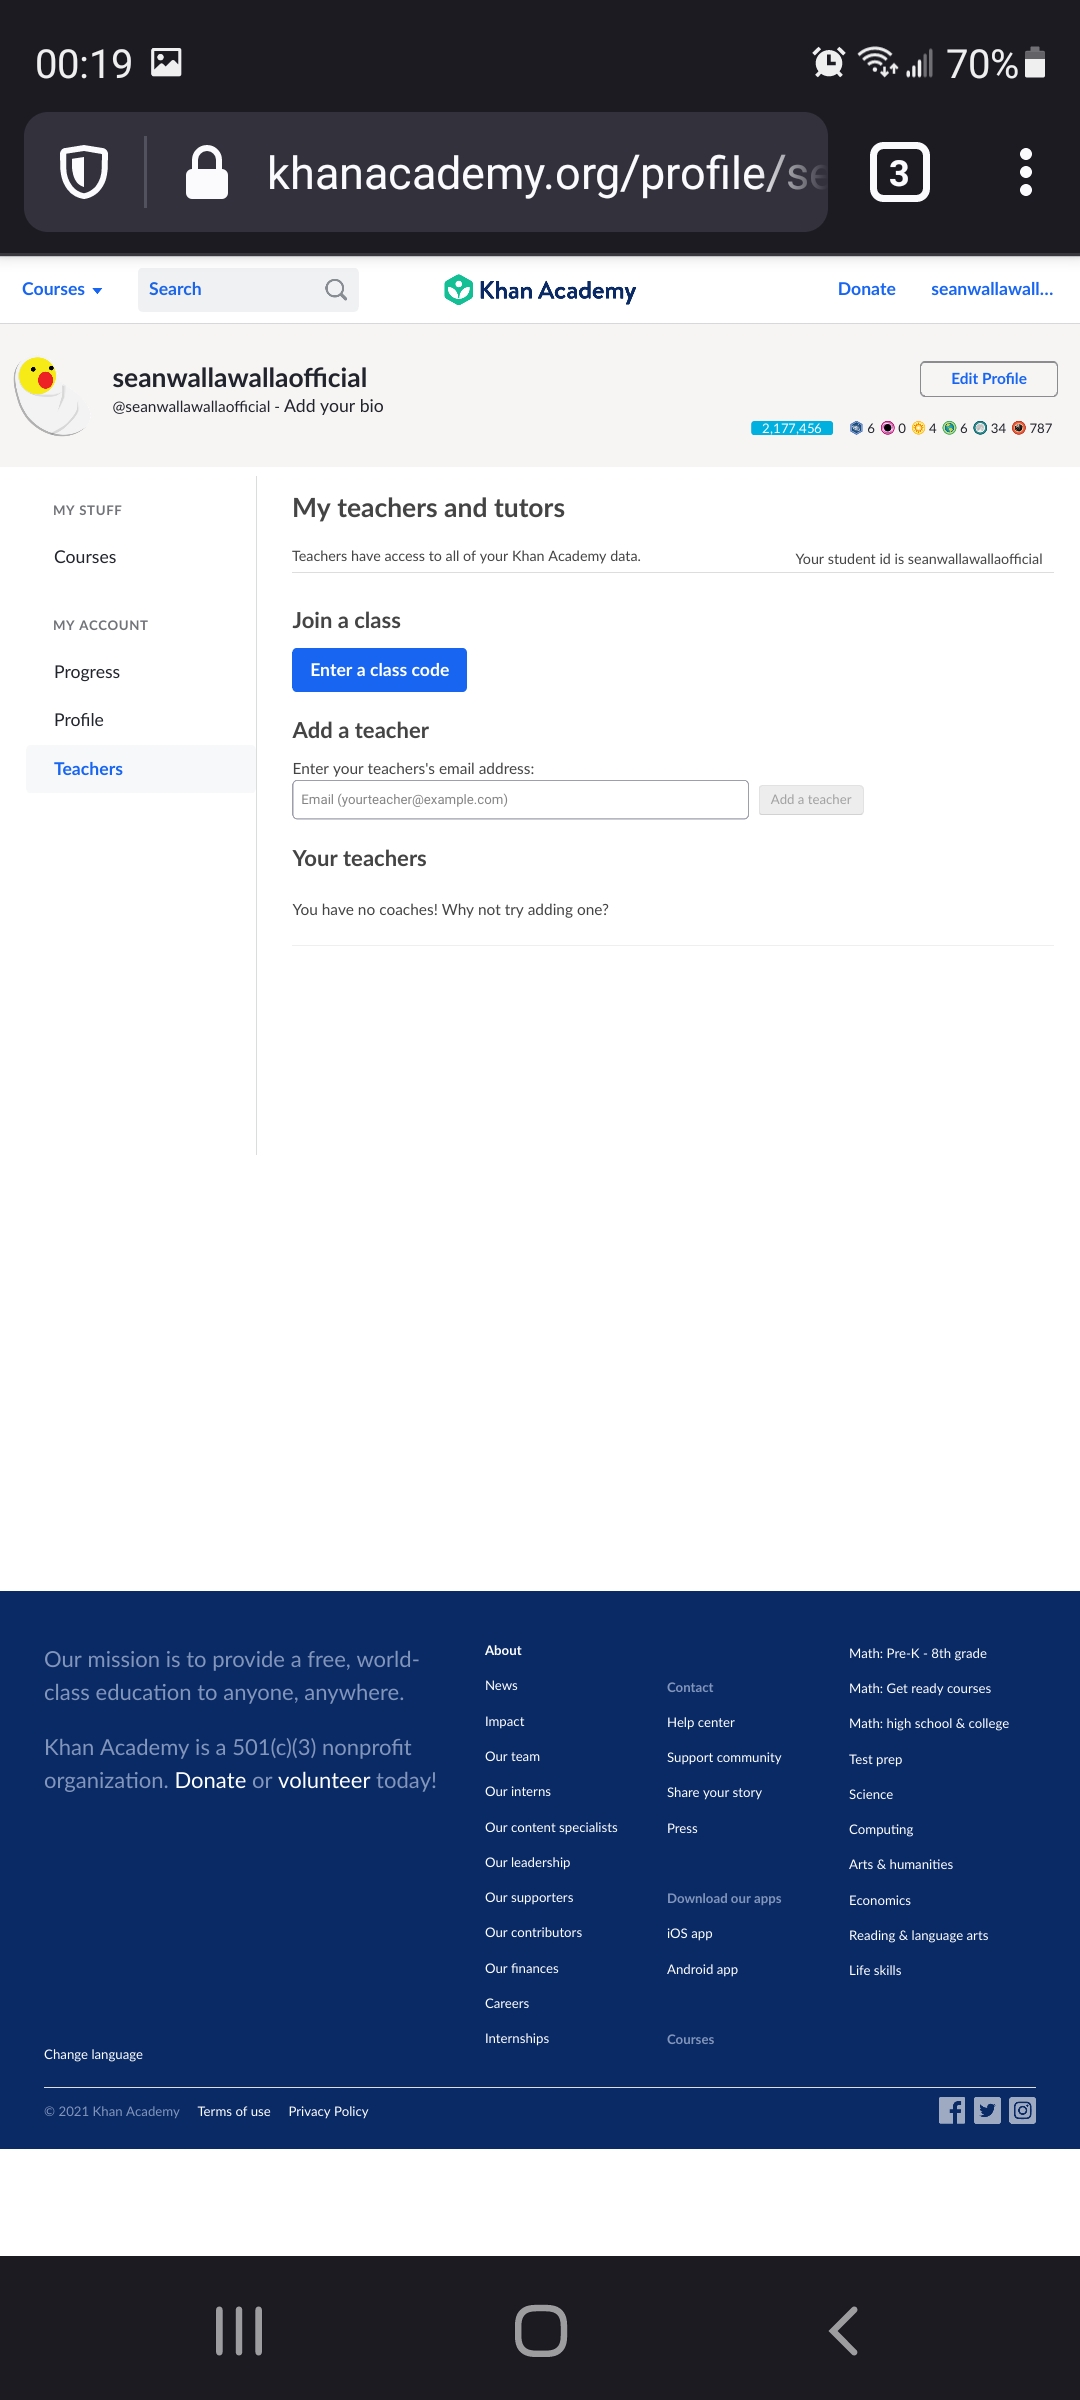 00:19
70%
khanacademy.org/profile/se
3
Courses
Search
Khan Academy
Donate
seanwallawall...
seanwallawallaofficial
@seanwallawallaofficial - Add your bio
Edit Profile
2,177,456 6 0 4 6 34 787
MY STUFF
Courses
MY ACCOUNT
Progress
Profile
Teachers
My teachers and tutors
Teachers have access to all of your Khan Academy data.
Your student id is seanwallawallaofficial
Join a class
Enter a class code
Add a teacher
Enter your teachers's email address:
Email (yourteacher@example.com)
Add a teacher
Your teachers
You have no coaches! Why not try adding one?
Our mission is to provide a free, world-
class education to anyone, anywhere.
Khan Academy is a 501(c)(3) nonprofit
organization. Donate or volunteer today!
About
News
Impact
Our team
Our interns
Our content specialists
Our leadership
Our supporters
Our contributors
Our finances
Careers
Internships
Contact
Help center
Support community
Share your story
Press
Download our apps
iOS app
Android app
Courses
Math: Pre-K - 8th grade
Math: Get ready courses
Math: high school & college
Test prep
Science
Computing
Arts & humanities
Economics
Reading & language arts
Life skills
Change language
© 2021 Khan Academy
Terms of use
Privacy Policy